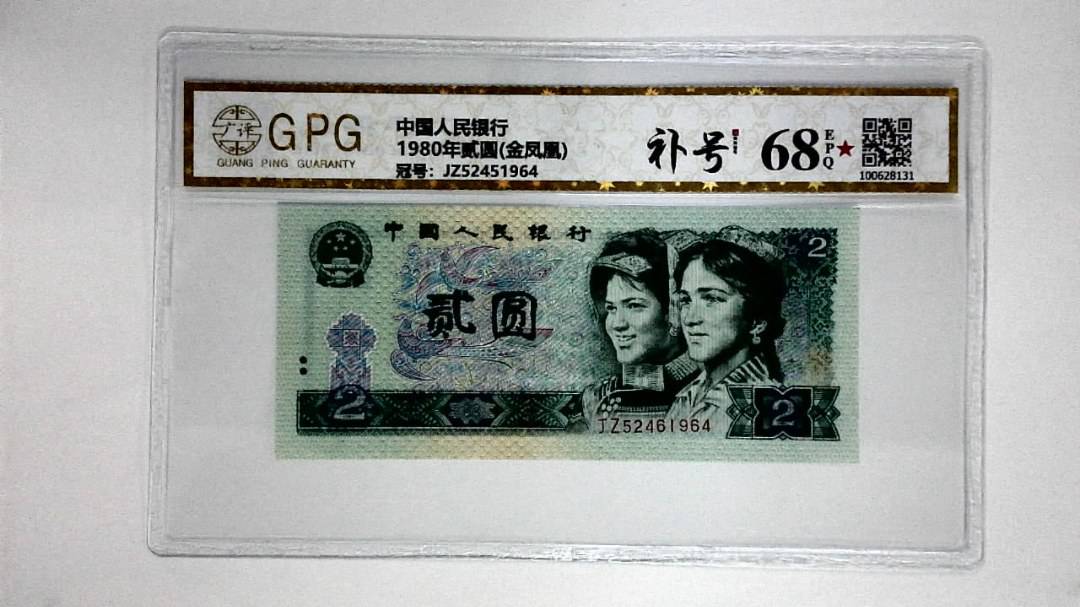 广评
GPG
GUANG PING GUARANTY
中国人民银行
1980年贰圆(金凤凰)
冠号：JZ52451964
补号
68
EPQ
100628131
中国人民银行
2
贰圆
2
JZ52461964
2